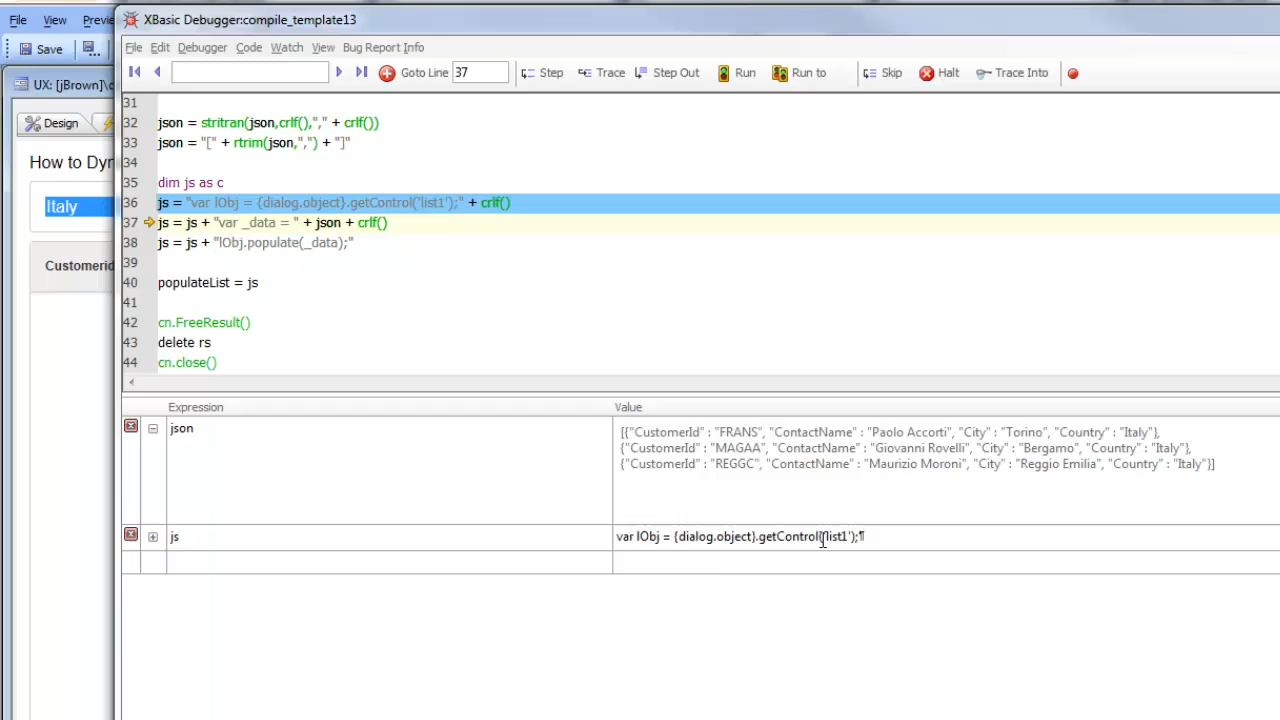 File View Previe
XBasic Debugger:compile_template13
Save
File Edit Debugger Code Watch View Bug Report Info
Goto Line 37 Step Trace Step Out Run Run to Skip Halt Trace Into
UX: [jBrown]\
Design
How to Dyn
Italy
Customerid
31
32 json = stritran(json,crlf(),"," + crlf())
33 json = "[" + rtrim(json,",") + "]"
34
35 dim js as c
36 js = "var lObj = {dialog.object}.getControl('list1');" + crlf()
37 js = js + "var _data = " + json + crlf()
38 js = js + "lObj.populate(_data);"
39
40 populateList = js
41
42 cn.FreeResult()
43 delete rs
44 cn.close()
Expression Value
json [{"CustomerId" : "FRANS", "ContactName" : "Paolo Accorti", "City" : "Torino", "Country" : "Italy"},
{"CustomerId" : "MAGAA", "ContactName" : "Giovanni Rovelli", "City" : "Bergamo", "Country" : "Italy"},
{"CustomerId" : "REGGC", "ContactName" : "Maurizio Moroni", "City" : "Reggio Emilia", "Country" : "Italy"}]
js var lObj = {dialog.object}.getControl('list1');¶